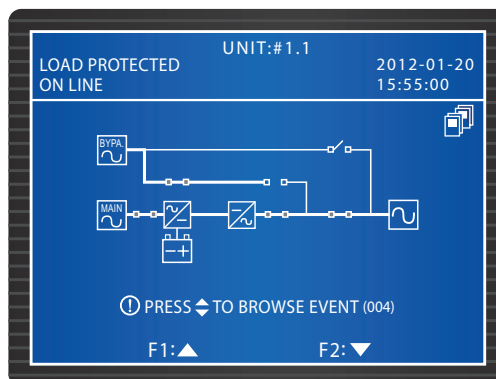 UNIT:#1.1
LOAD PROTECTED
2012-01-20
ON LINE
15:55:00
BYPA.
MAIN
PRESS TO BROWSE EVENT (004)
F1:
F2: